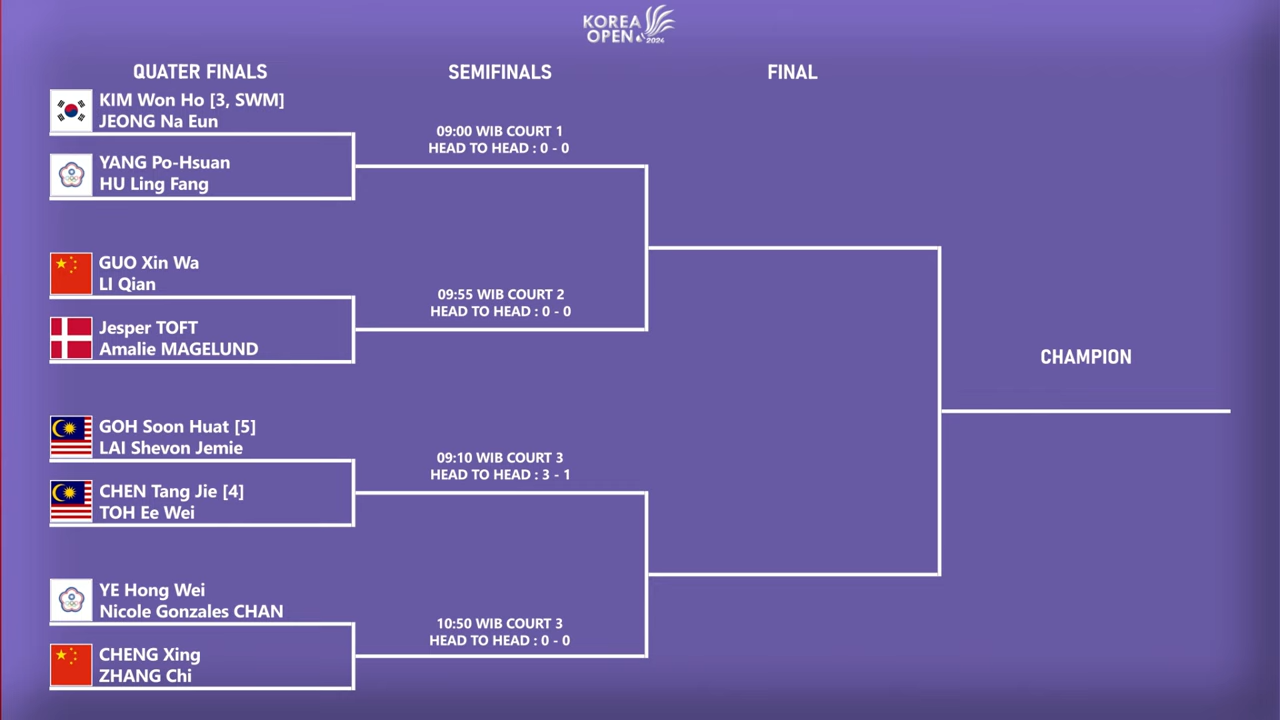 KOREA
OPEN 2024
QUATER FINALS
SEMIFINALS
FINAL
KIM Won Ho [3, SWM]
JEONG Na Eun
YANG Po-Hsuan
HU Ling Fang
09:00 WIB COURT 1
HEAD TO HEAD : 0 - 0
GUO Xin Wa
LI Qian
Jesper TOFT
Amalie MAGELUND
09:55 WIB COURT 2
HEAD TO HEAD : 0 - 0
CHAMPION
GOH Soon Huat [5]
LAI Shevon Jemie
CHEN Tang Jie [4]
TOH Ee Wei
09:10 WIB COURT 3
HEAD TO HEAD : 3 - 1
YE Hong Wei
Nicole Gonzales CHAN
CHENG Xing
ZHANG Chi
10:50 WIB COURT 3
HEAD TO HEAD : 0 - 0